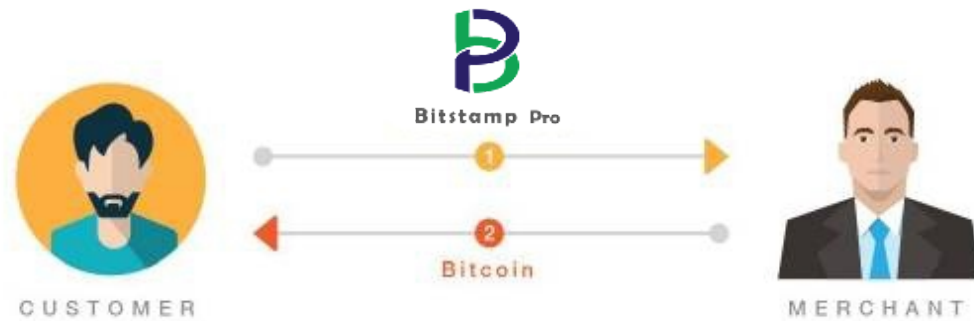 Bitstamp Pro
1
2
Bitcoin
CUSTOMER
MERCHANT